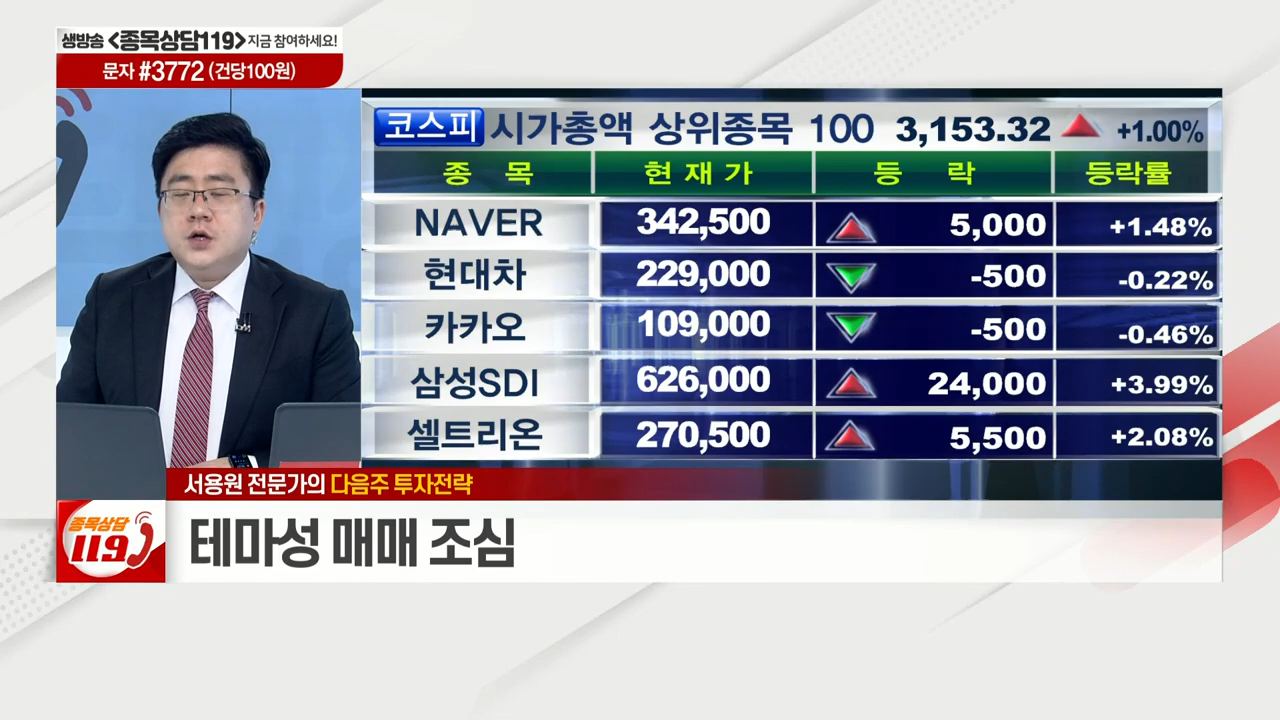 생방송 <종목상담119> 지금 참여하세요!
문자 #3772 (건당100원)
코스피 시가총액 상위종목 100 3,153.32 +1.00%
종목 현재가 등락 등락률
NAVER 342,500 5,000 +1.48%
현대차 229,000 -500 -0.22%
카카오 109,000 -500 -0.46%
삼성SDI 626,000 24,000 +3.99%
셀트리온 270,500 5,500 +2.08%
서용원 전문가의 다음주 투자전략
종목상담
119
테마성 매매 조심